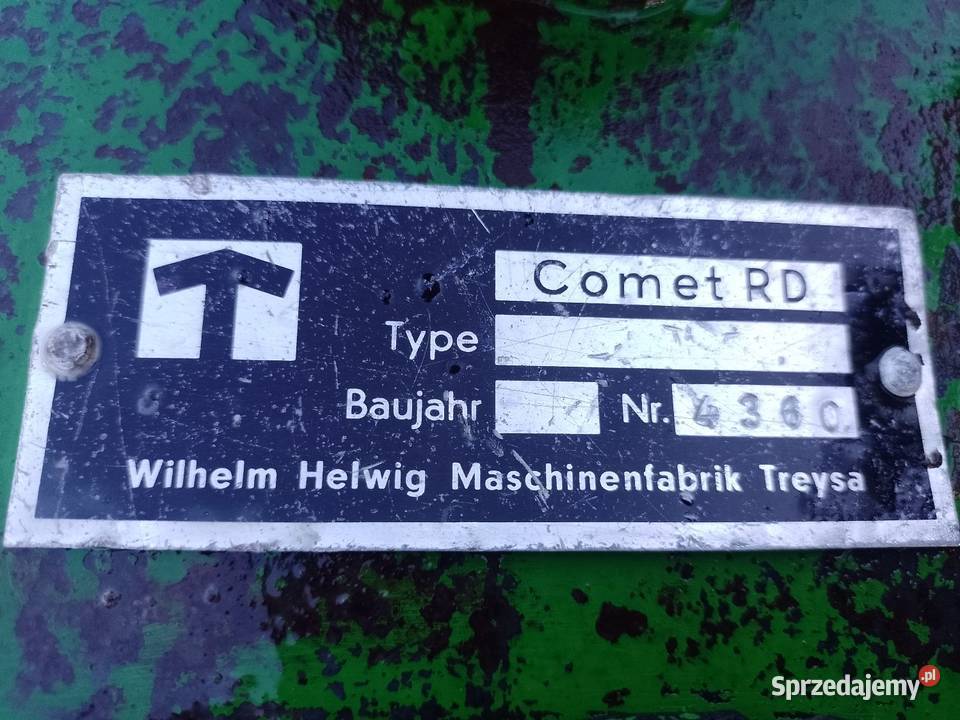 Comet RD
Type
Baujahr Nr. 4360
Wilhelm Helwig Maschinenfabrik Treysa
Sprzedajemy.pl